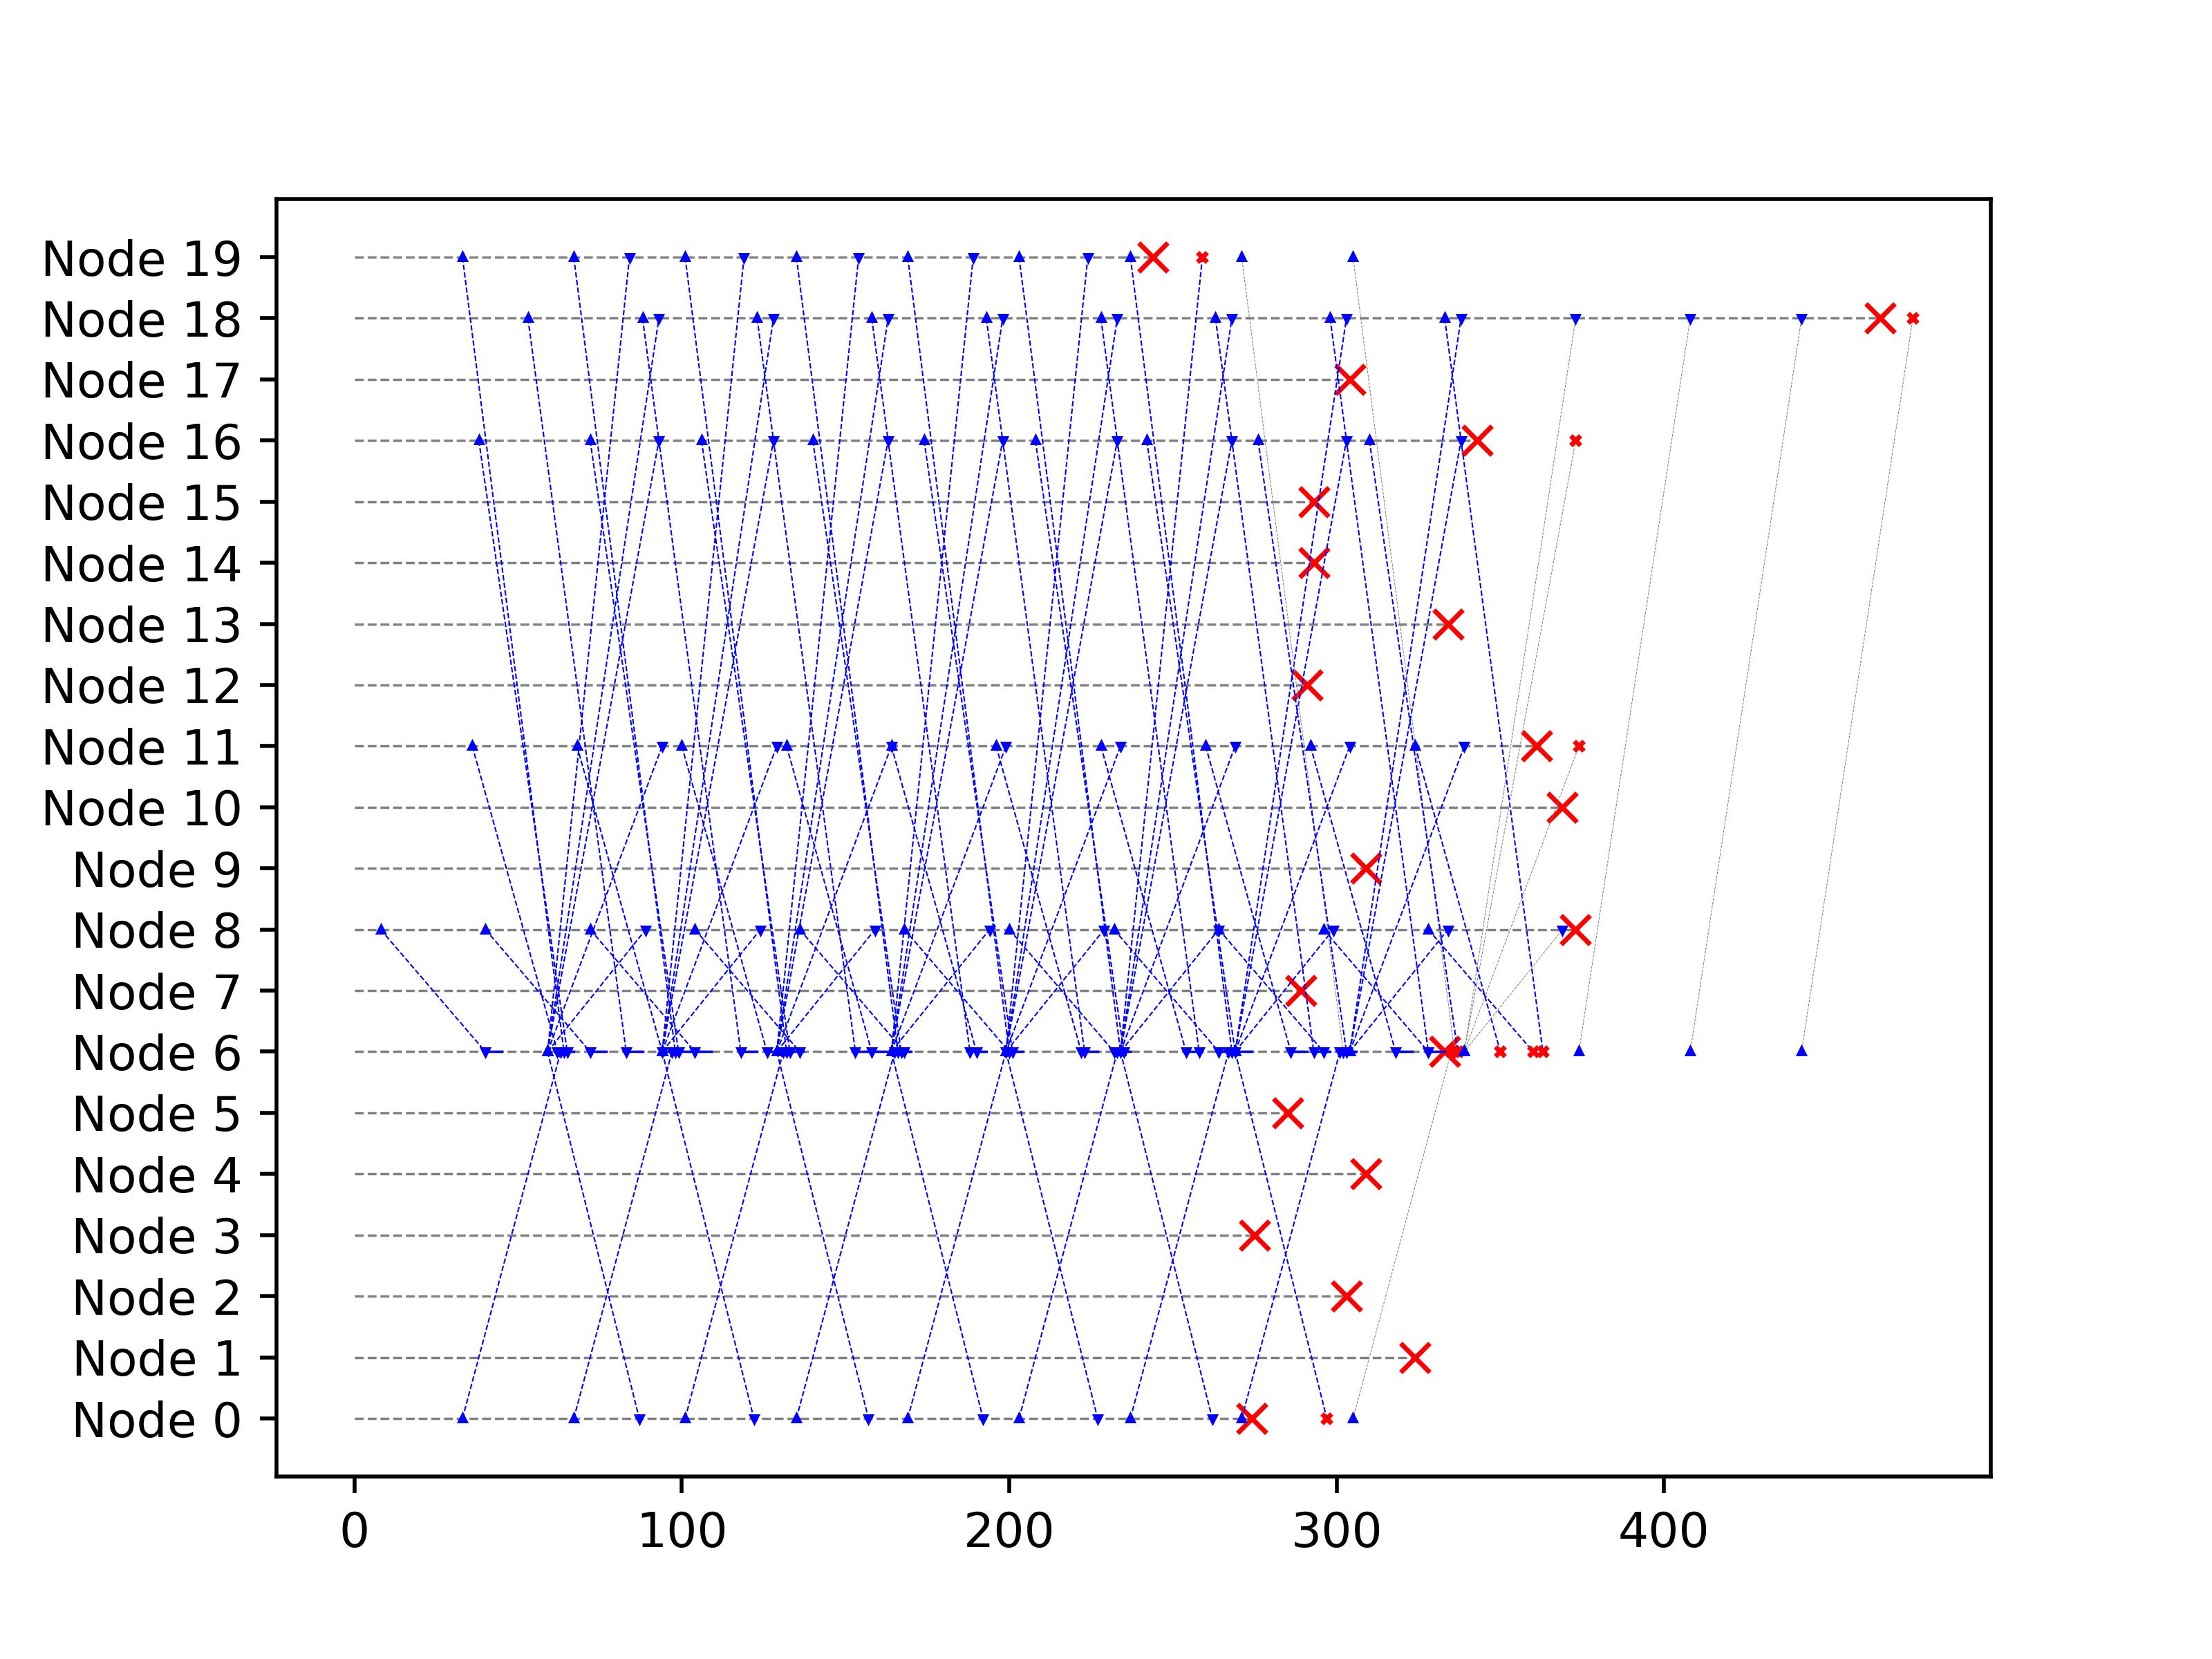 Node 19
Node 18
Node 17
Node 16
Node 15
Node 14
Node 13
Node 12
Node 11
Node 10
Node 9
Node 8
Node 7
Node 6
Node 5
Node 4
Node 3
Node 2
Node 1
Node 0
0 100 200 300 400